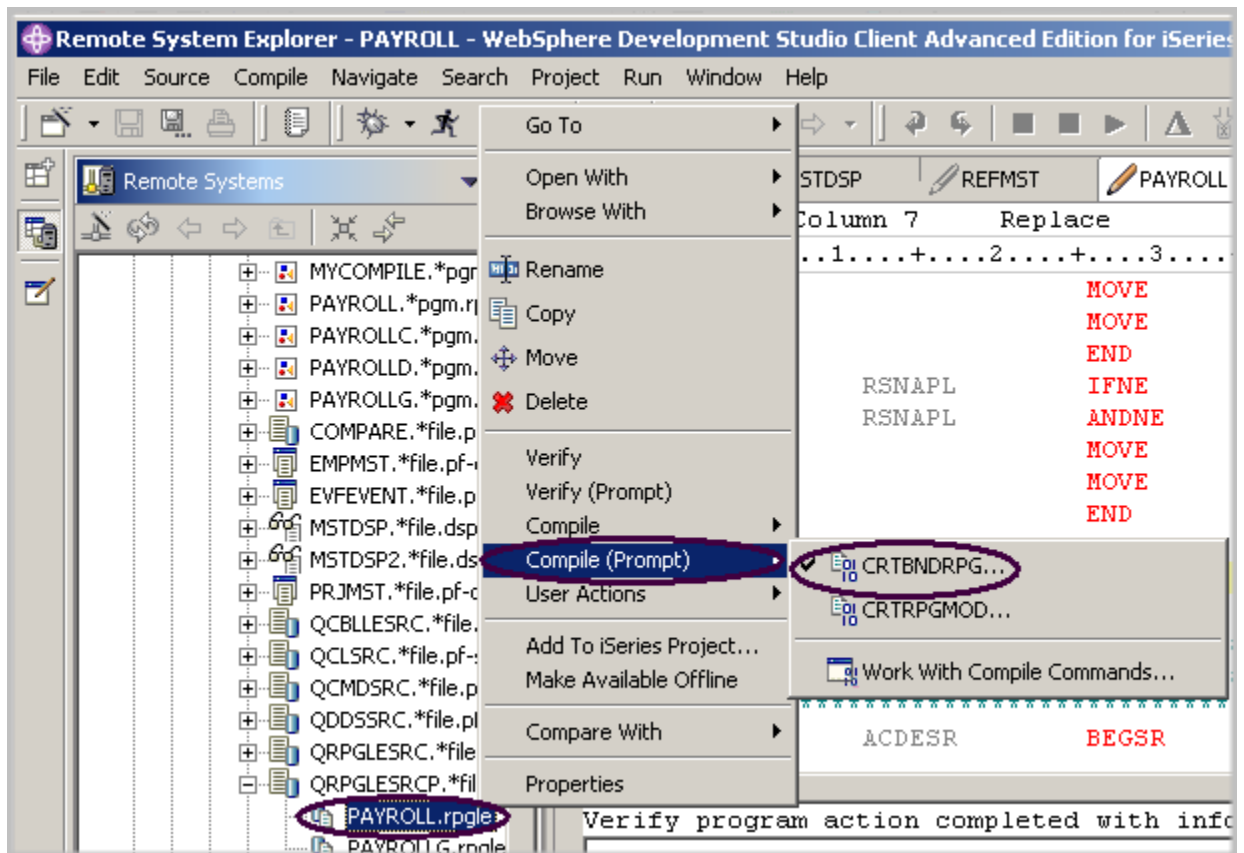 Remote System Explorer - PAYROLL - WebSphere Development Studio Client Advanced Edition for iSeries
File Edit Source Compile Navigate Search Project Run Window Help
Remote Systems
MYCOMPILE.*pgm
PAYROLL.*pgm.r
PAYROLLC.*pgm.
PAYROLLD.*pgm.
PAYROLLG.*pgm.
COMPARE.*file.p
EMPMST.*file.pf-
EVFEVENT.*file.p
MSTDSP.*file.dsp
MSTDSP2.*file.ds
PRJMST.*file.pf-
QCBLLESRC.*file.
QCLSRC.*file.pf-
QCMDSRC.*file.p
QDDSSRC.*file.p
QRPGLESRC.*file
QRPGLESRCP.*fil
PAYROLL.rpgle
PAYROLLG.rpgle
Go To
Open With
Browse With
Rename
Copy
Move
Delete
Verify
Verify (Prompt)
Compile
Compile (Prompt)
User Actions
Add To iSeries Project...
Make Available Offline
Compare With
Properties
CRTBNDRPG...
CRTRPGMOD...
Work With Compile Commands...
STDSP REFMST PAYROLL
Column 7 Replace
..1....+....2....+....3....
MOVE
MOVE
END
RSNAPL IFNE
RSNAPL ANDNE
MOVE
MOVE
END
ACDESR BEGSR
Verify program action completed with info